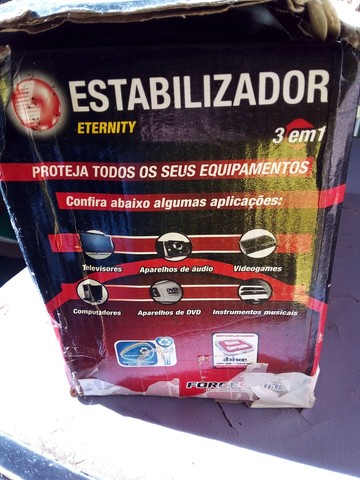 ESTABILIZADOR
ETERNITY
3 em1
PROTEJA TODOS OS SEUS EQUIPAMENTOS
Confira abaixo algumas aplicações:
Televisores Aparelhos de áudio Videogames
Computadores Aparelhos de DVD Instrumentos musicais
ESTABILIZADORES